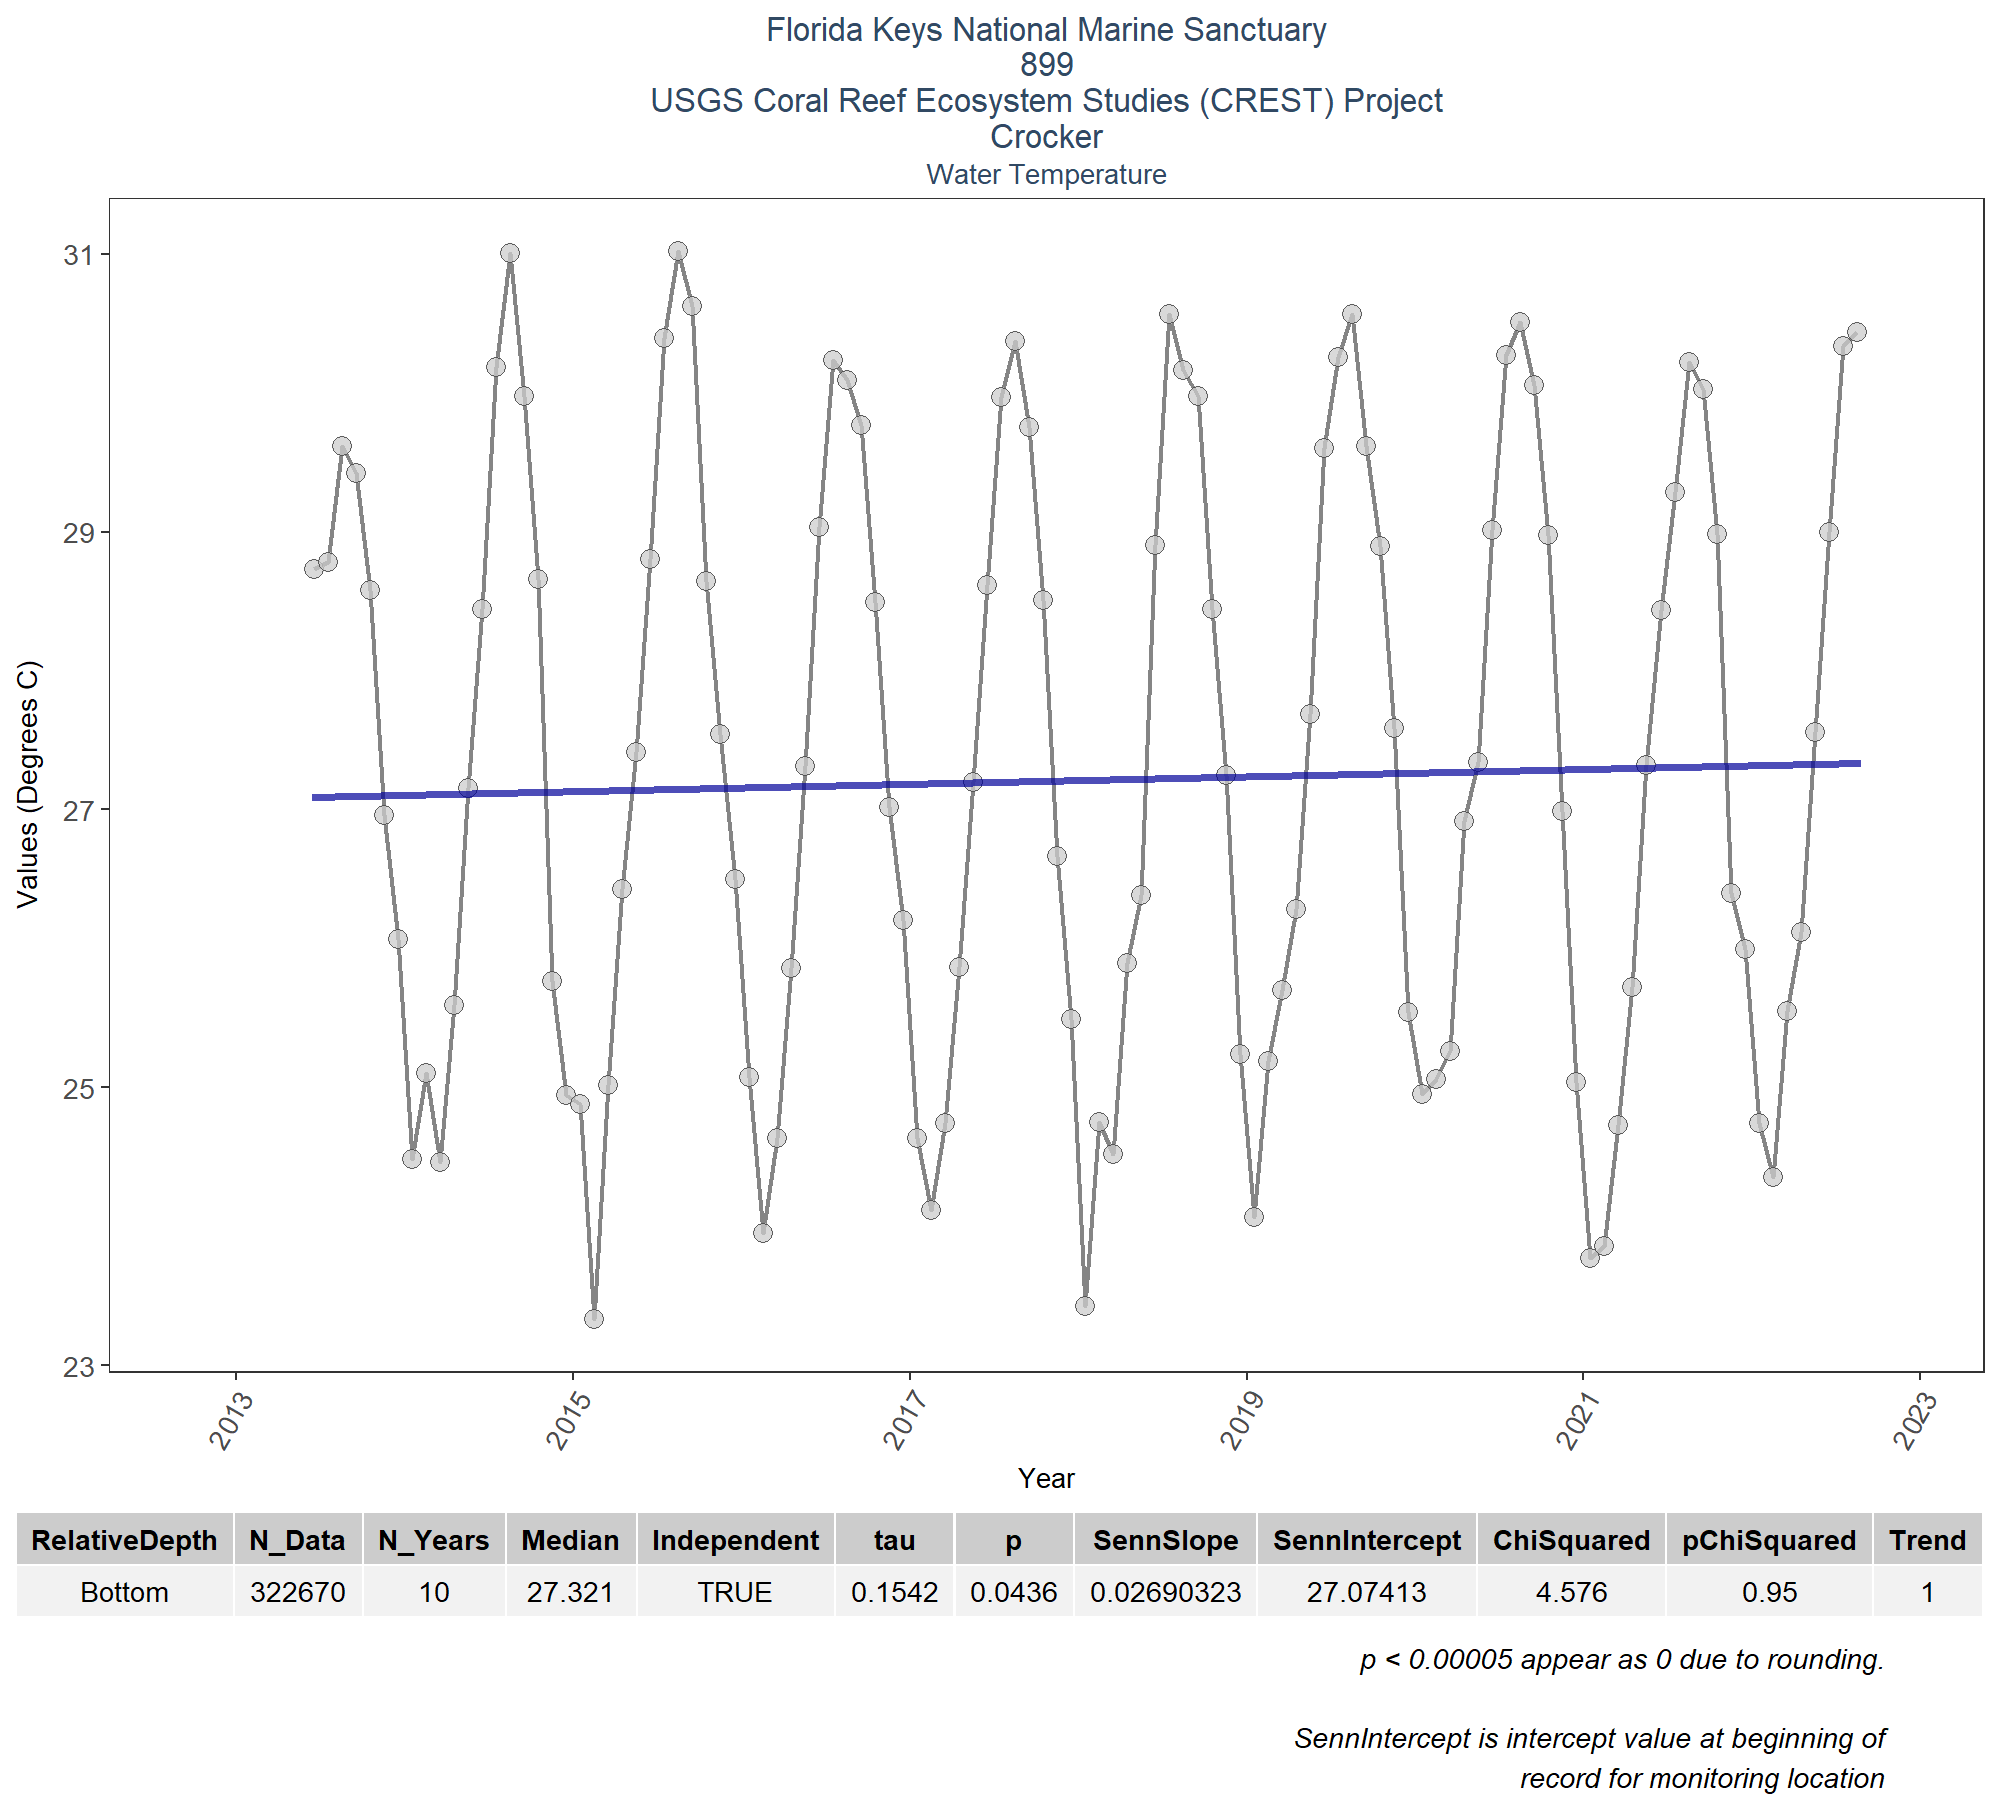 Florida Keys National Marine Sanctuary
899
USGS Coral Reef Ecosystem Studies (CREST) Project
Crocker
Water Temperature
31
29
27
25
23
Values (Degrees C)
2013
2015
2017
2019
2021
2023
Year
RelativeDepth N_Data N_Years Median Independent tau p SennSlope SennIntercept ChiSquared pChiSquared Trend
Bottom 322670 10 27.321 TRUE 0.1542 0.0436 0.02690323 27.07413 4.576 0.95 1
p < 0.00005 appear as 0 due to rounding.
SennIntercept is intercept value at beginning of
record for monitoring location